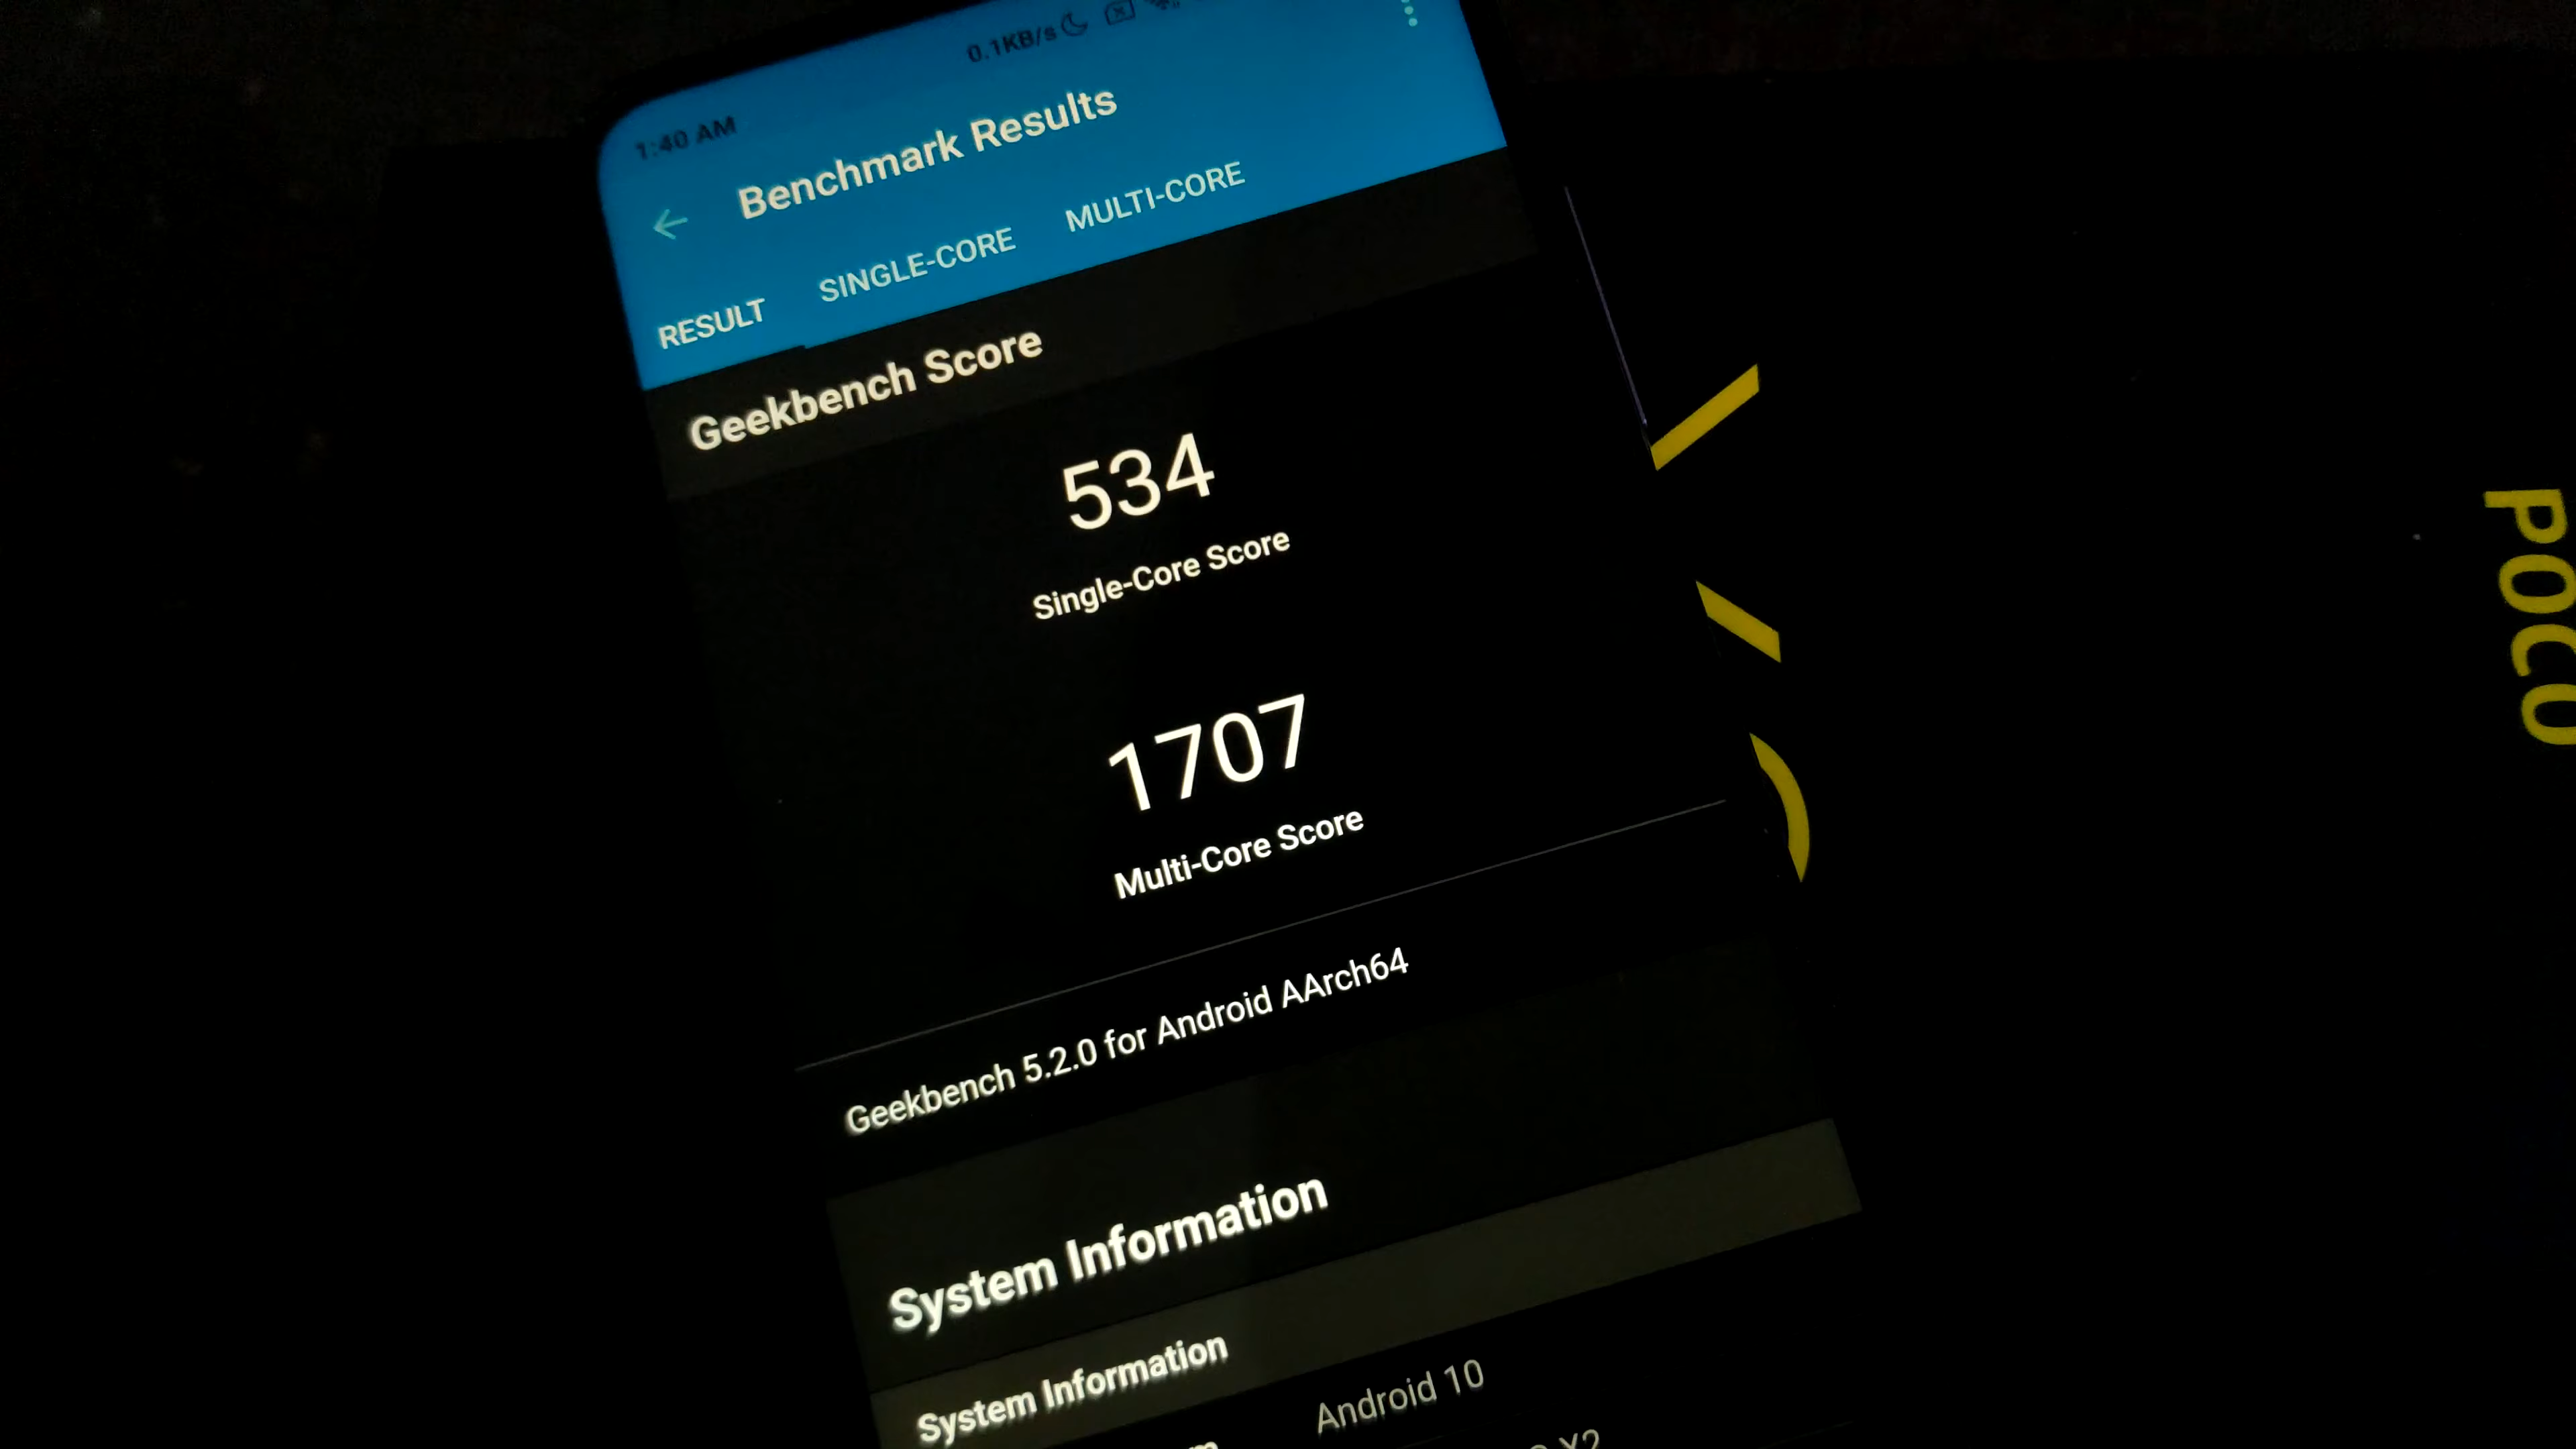 0.1KB/s
1:40 AM
Benchmark Results
RESULT SINGLE-CORE MULTI-CORE
Geekbench Score
534
Single-Core Score
1707
Multi-Core Score
Geekbench 5.2.0 for Android AArch64
System Information
System Information
Android 10
X2
POCO